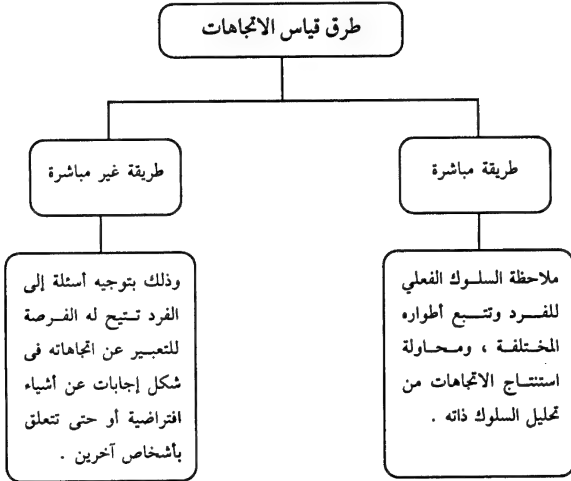 طرق قياس الاتجاهات
طريقة مباشرة
طريقة غير مباشرة
ملاحظة السلوك الفعلي
للفرد وتتبع أطواره
المختلفة ، ومحاولة
استنتاج الاتجاهات من
تحليل السلوك ذاته .
وذلك بتوجيه أسئلة إلى
الفرد تتيح له الفرصة
للتعبير عن اتجاهاته فى
شكل إجابات عن أشياء
افتراضية أو حتى تتعلق
بأشخاص آخرين .